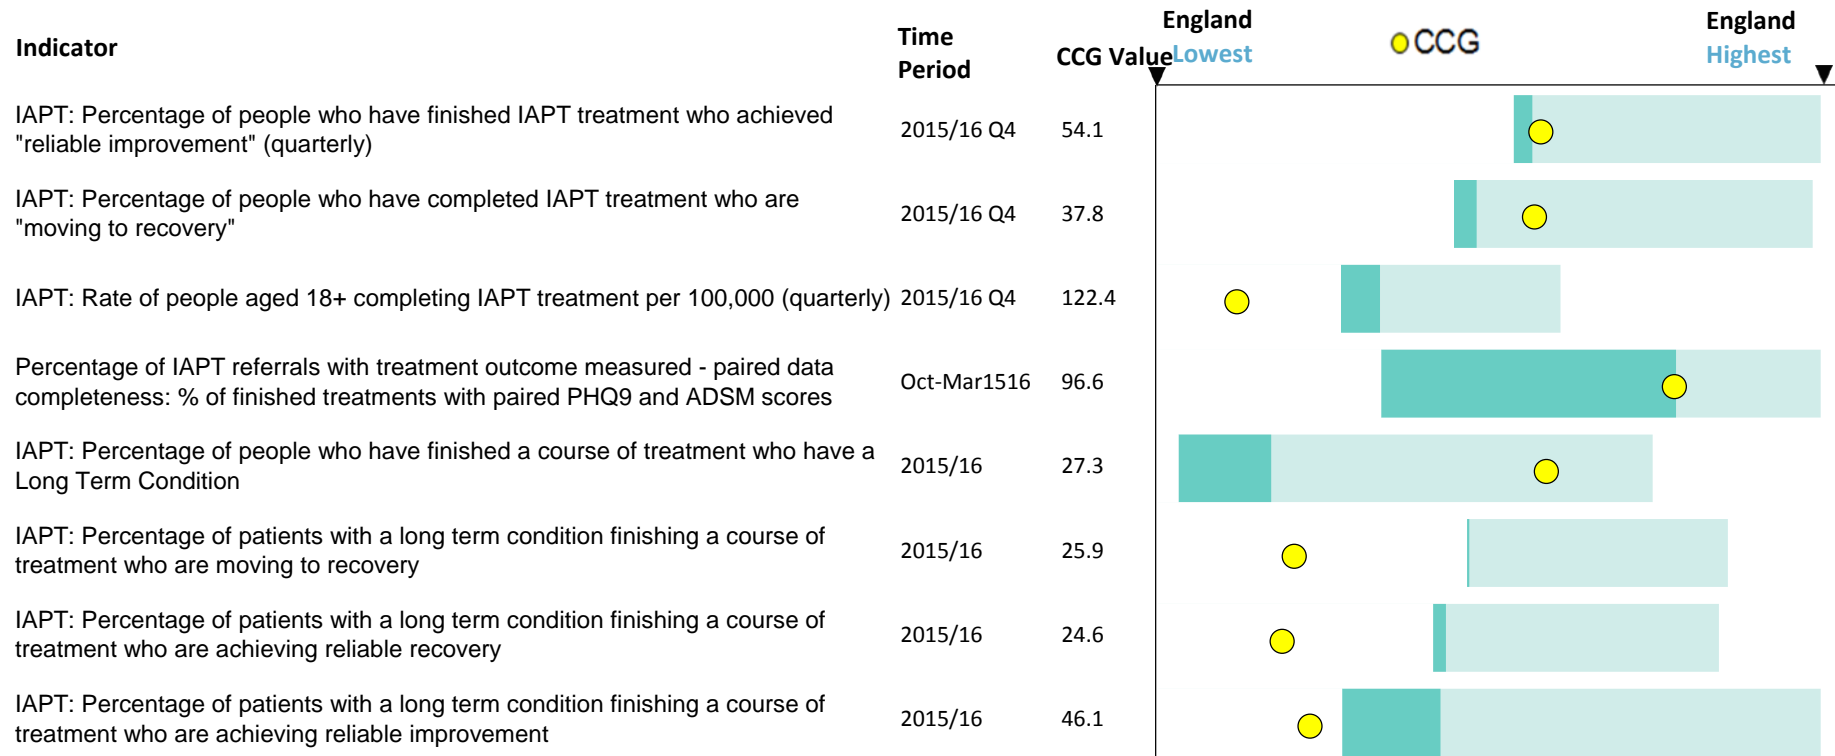 Indicator
Time
Period
CCG Value
England
Lowest
CCG
England
Highest
IAPT: Percentage of people who have finished IAPT treatment who achieved
"reliable improvement" (quarterly)
2015/16 Q4
54.1
IAPT: Percentage of people who have completed IAPT treatment who are
"moving to recovery"
2015/16 Q4
37.8
IAPT: Rate of people aged 18+ completing IAPT treatment per 100,000 (quarterly)
2015/16 Q4
122.4
Percentage of IAPT referrals with treatment outcome measured - paired data
completeness: % of finished treatments with paired PHQ9 and ADSM scores
Oct-Mar1516
96.6
IAPT: Percentage of people who have finished a course of treatment who have a
Long Term Condition
2015/16
27.3
IAPT: Percentage of patients with a long term condition finishing a course of
treatment who are moving to recovery
2015/16
25.9
IAPT: Percentage of patients with a long term condition finishing a course of
treatment who are achieving reliable recovery
2015/16
24.6
IAPT: Percentage of patients with a long term condition finishing a course of
treatment who are achieving reliable improvement
2015/16
46.1